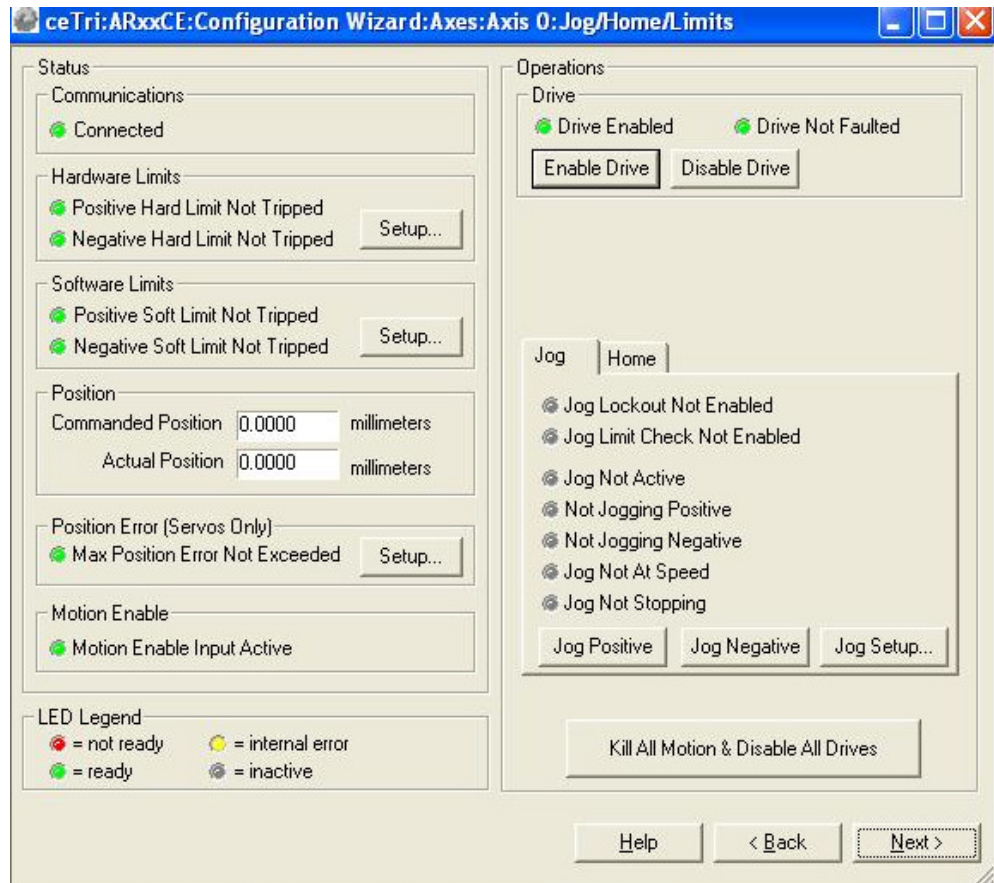 ceTri:ARxxCE:Configuration Wizard:Axes:Axis 0:Jog/Home/Limits
Status
Communications
Connected
Hardware Limits
Positive Hard Limit Not Tripped
Negative Hard Limit Not Tripped
Setup...
Software Limits
Positive Soft Limit Not Tripped
Negative Soft Limit Not Tripped
Setup...
Position
Commanded Position 0.0000 millimeters
Actual Position 0.0000 millimeters
Position Error (Servos Only)
Max Position Error Not Exceeded
Setup...
Motion Enable
Motion Enable Input Active
LED Legend
= not ready = internal error
= ready = inactive
Operations
Drive
Drive Enabled Drive Not Faulted
Enable Drive Disable Drive
Jog Home
Jog Lockout Not Enabled
Jog Limit Check Not Enabled
Jog Not Active
Not Jogging Positive
Not Jogging Negative
Jog Not At Speed
Jog Not Stopping
Jog Positive Jog Negative Jog Setup...
Kill All Motion & Disable All Drives
Help < Back Next >